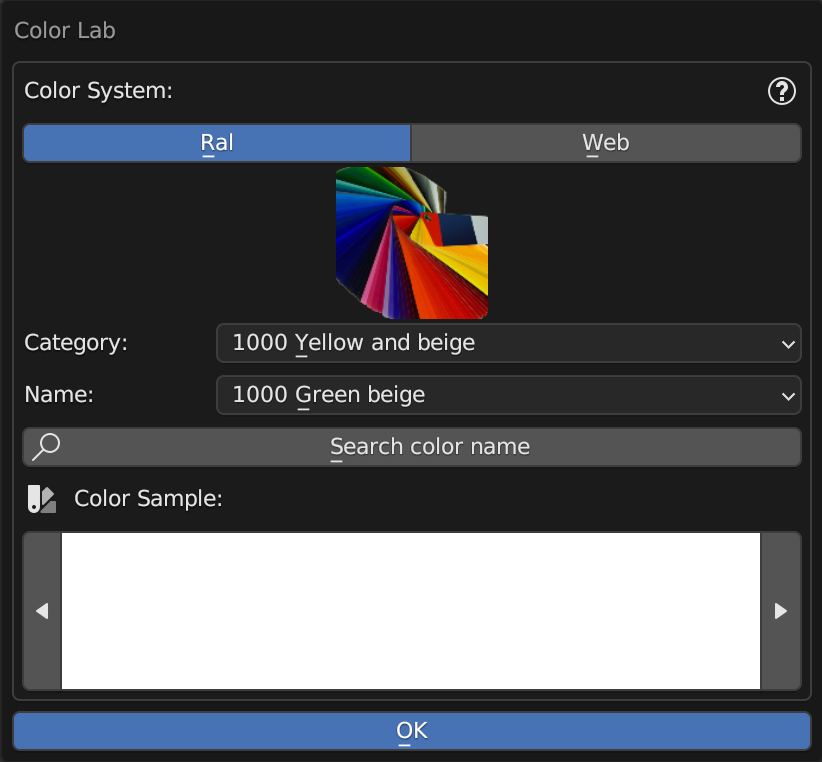 Color Lab
Color System:
Ral Web
Category: 1000 Yellow and beige
Name: 1000 Green beige
Search color name
Color Sample:
OK